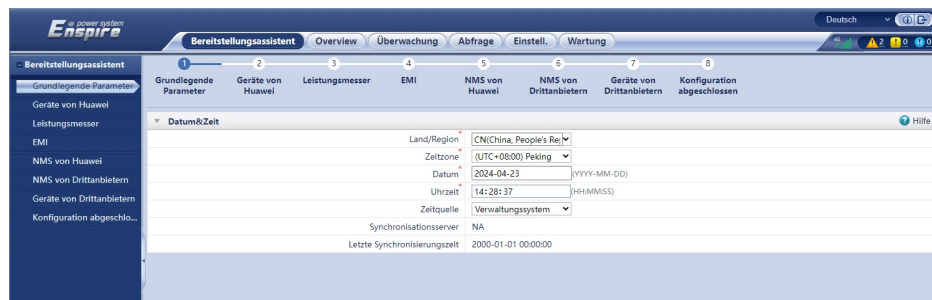 power system
Enspire
Deutsch
Bereitstellungsassistent Overview Überwachung Abfrage Einstell. Wartung
4G 2 0 0
Bereitstellungsassistent
Grundlegende Parameter
Geräte von Huawei
Leistungsmesser
EMI
NMS von Huawei
NMS von Drittanbietern
Geräte von Drittanbietern
Konfiguration abgeschlo...
1 2 3 4 5 6 7 8
Grundlegende Parameter
Geräte von Huawei
Leistungsmesser
EMI
NMS von Huawei
NMS von Drittanbietern
Geräte von Drittanbietern
Konfiguration abgeschlossen
Datum&Zeit Hilfe
Land/Region* CN(China, People's Re
Zeitzone* (UTC+08:00) Peking
Datum* 2024-04-23 (YYYY-MM-DD)
Uhrzeit* 14:28:37 (HH:MM:SS)
Zeitquelle Verwaltungssystem
Synchronisationsserver NA
Letzte Synchronisierungszeit 2000-01-01 00:00:00